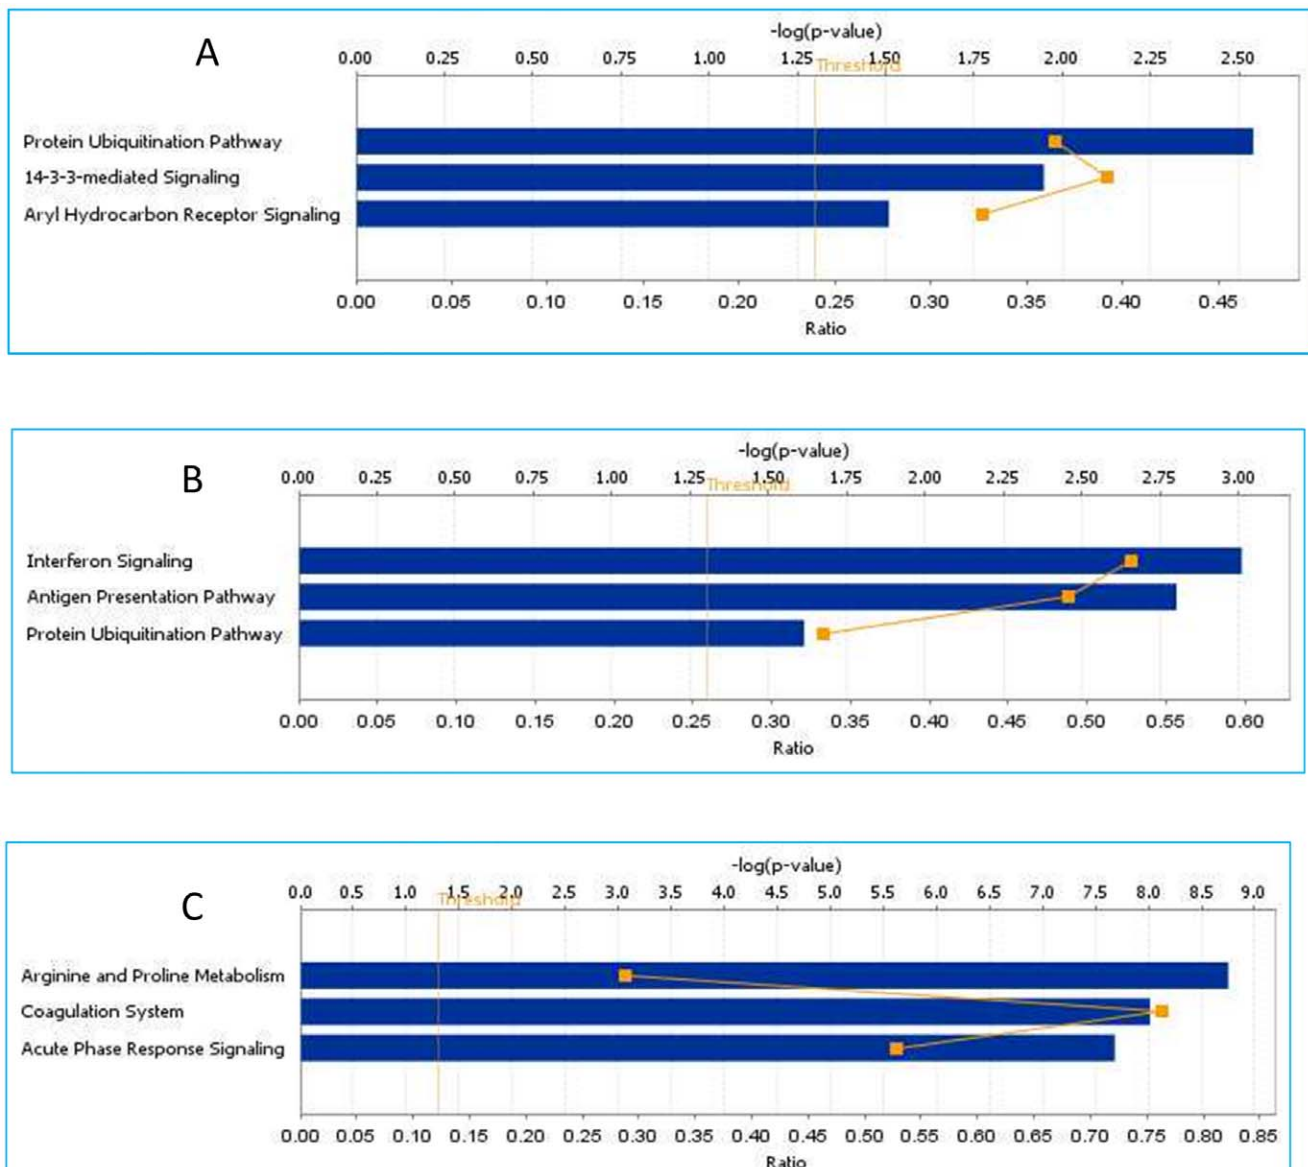 A
-log(p-value)
0.00 0.25 0.50 0.75 1.00 1.25 1.50 1.75 2.00 2.25 2.50
Threshold
Protein Ubiquitination Pathway
14-3-3-mediated Signaling
Aryl Hydrocarbon Receptor Signaling
0.00 0.05 0.10 0.15 0.20 0.25 0.30 0.35 0.40 0.45
Ratio
B
-log(p-value)
0.00 0.25 0.50 0.75 1.00 1.25 1.50 1.75 2.00 2.25 2.50 2.75 3.00
Threshold
Interferon Signaling
Antigen Presentation Pathway
Protein Ubiquitination Pathway
0.00 0.05 0.10 0.15 0.20 0.25 0.30 0.35 0.40 0.45 0.50 0.55 0.60
Ratio
C
-log(p-value)
0.0 0.5 1.0 1.5 2.0 2.5 3.0 3.5 4.0 4.5 5.0 5.5 6.0 6.5 7.0 7.5 8.0 8.5 9.0
Threshold
Arginine and Proline Metabolism
Coagulation System
Acute Phase Response Signaling
0.00 0.05 0.10 0.15 0.20 0.25 0.30 0.35 0.40 0.45 0.50 0.55 0.60 0.65 0.70 0.75 0.80 0.85
Ratio